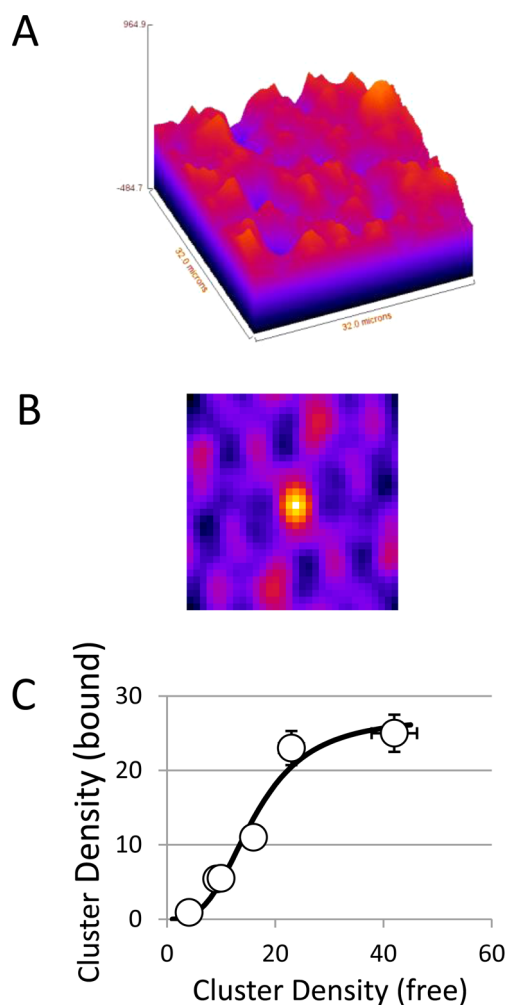 A
964.9
-484.7
32.0 microns
32.0 microns
B
C
Cluster Density (bound)
30
20
10
0
0
20
40
60
Cluster Density (free)